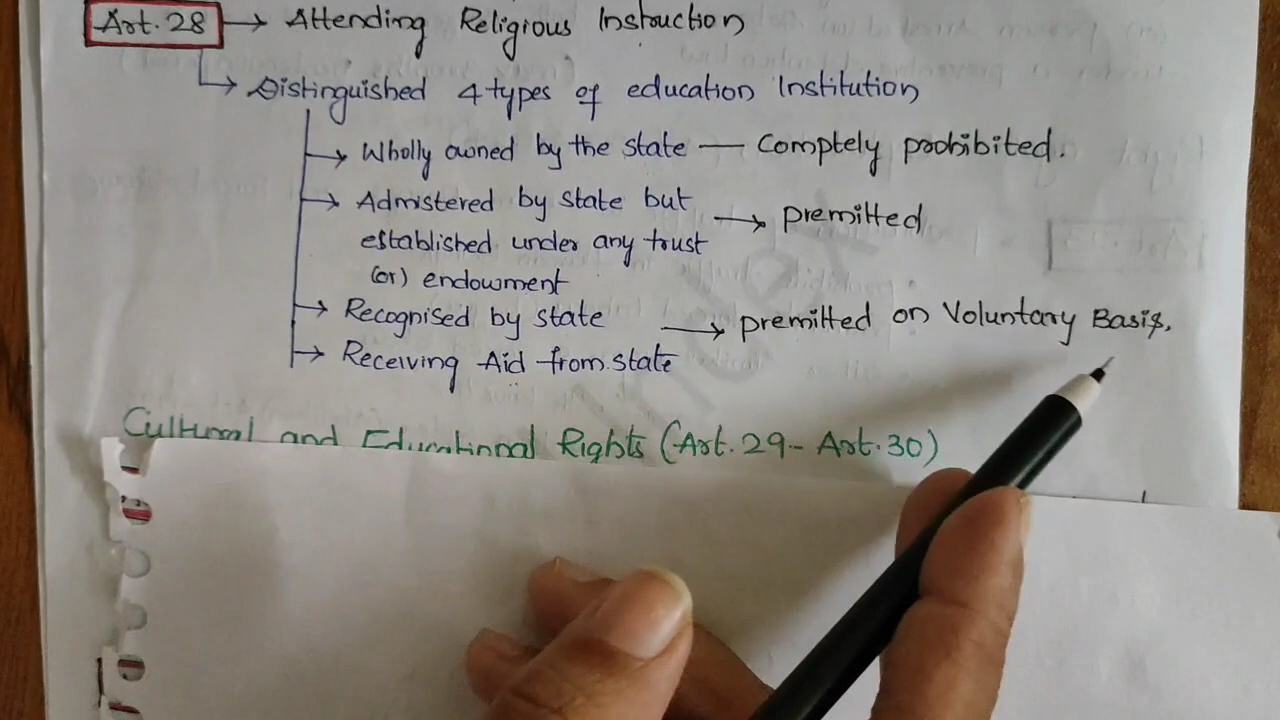 Art. 28 → Attending Religious Instruction
↳ Distinguished 4 types of education Institution
→ Wholly owned by the state — Comptely prohibited.
→ Admistered by state but → premitted
established under any trust
(or) endowment
→ Recognised by state → premitted on Voluntary Basis.
→ Receiving Aid from state
Cultural and Educational Rights (Art. 29 - Art. 30)
Index